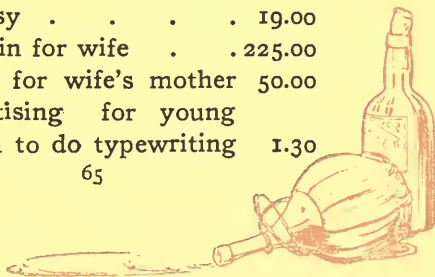 sy . . . . 19.00
in for wife . . 225.00
for wife's mother 50.00
tising for young
to do typewriting 1.30
65